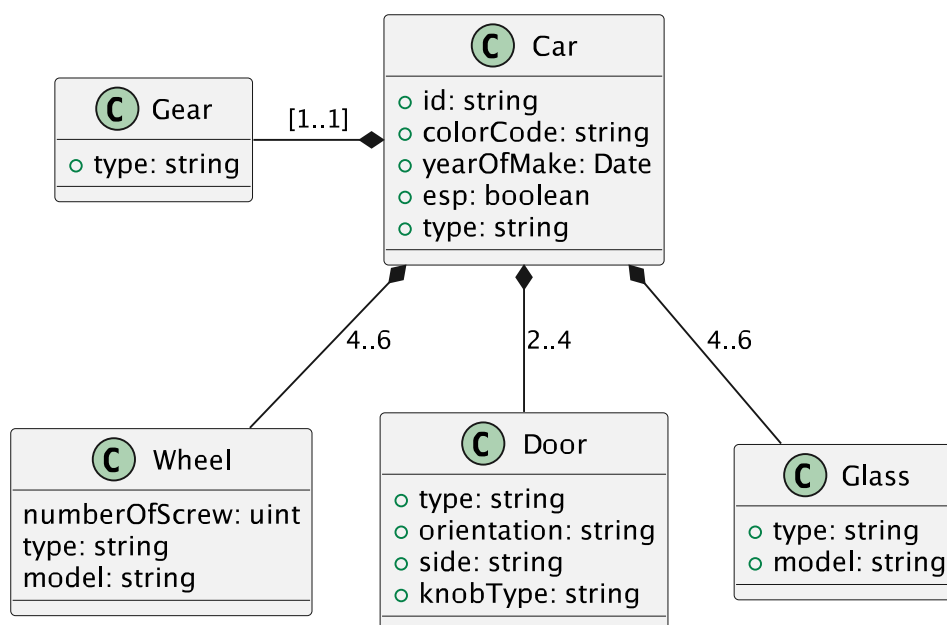 C Car
id: string
colorCode: string
yearOfMake: Date
esp: boolean
type: string
C Gear
type: string
[1..1]
4..6
2..4
4..6
C Wheel
numberOfScrew: uint
type: string
model: string
C Door
type: string
orientation: string
side: string
knobType: string
C Glass
type: string
model: string